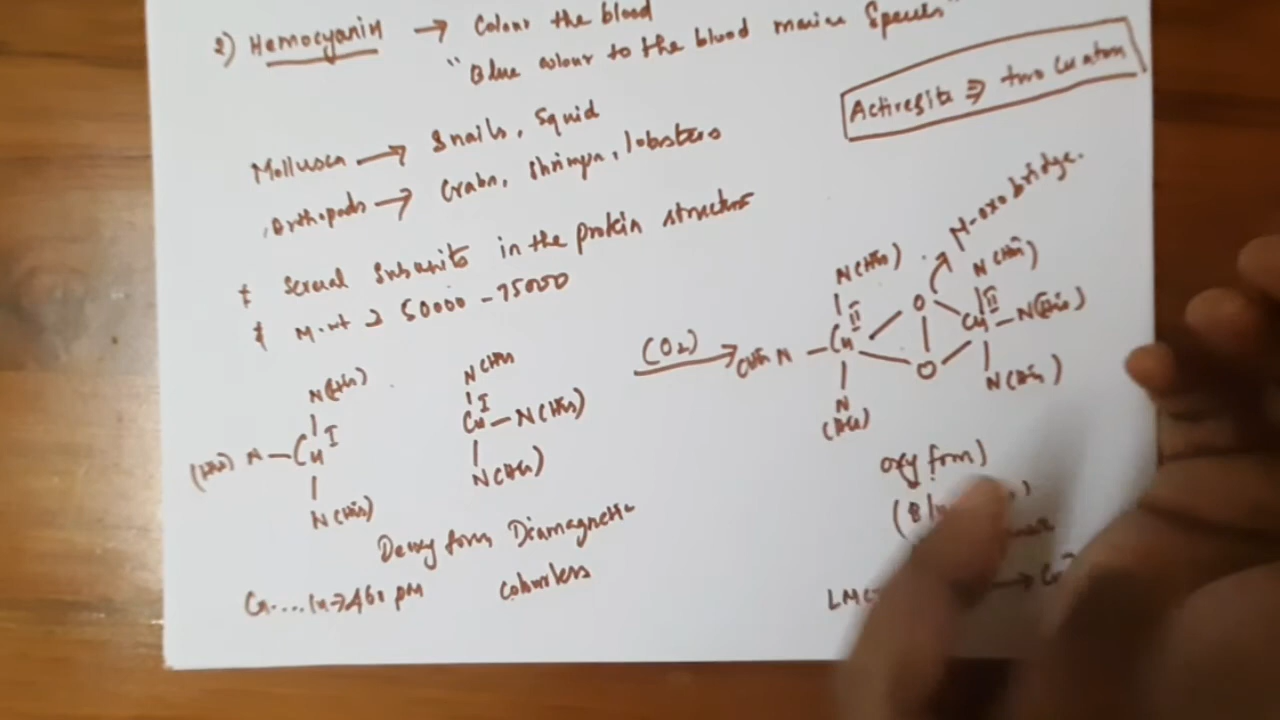 2) Hemocyanin → Colour the blood
"Blue colour to the blood marine Species"
Active site ⇒ two Cu atom
Mollusca → Snails, Squid
Orthopods → Crabs, Shrimps, lobsters
* Several Subunits in the protein structure
* M.wt ⊃ 50000 - 75000
M-oxo bridge.
N(His) N(His)
Cu II O Cu II N(His)
(His N O
N (His) N(His)
(O2) →
N(His) N(His)
(His) N Cu I Cu I N(His)
N(His) N(His)
oxy form)
Deoxy form Diamagnetic
Cu....Cu → 460 pm colourless